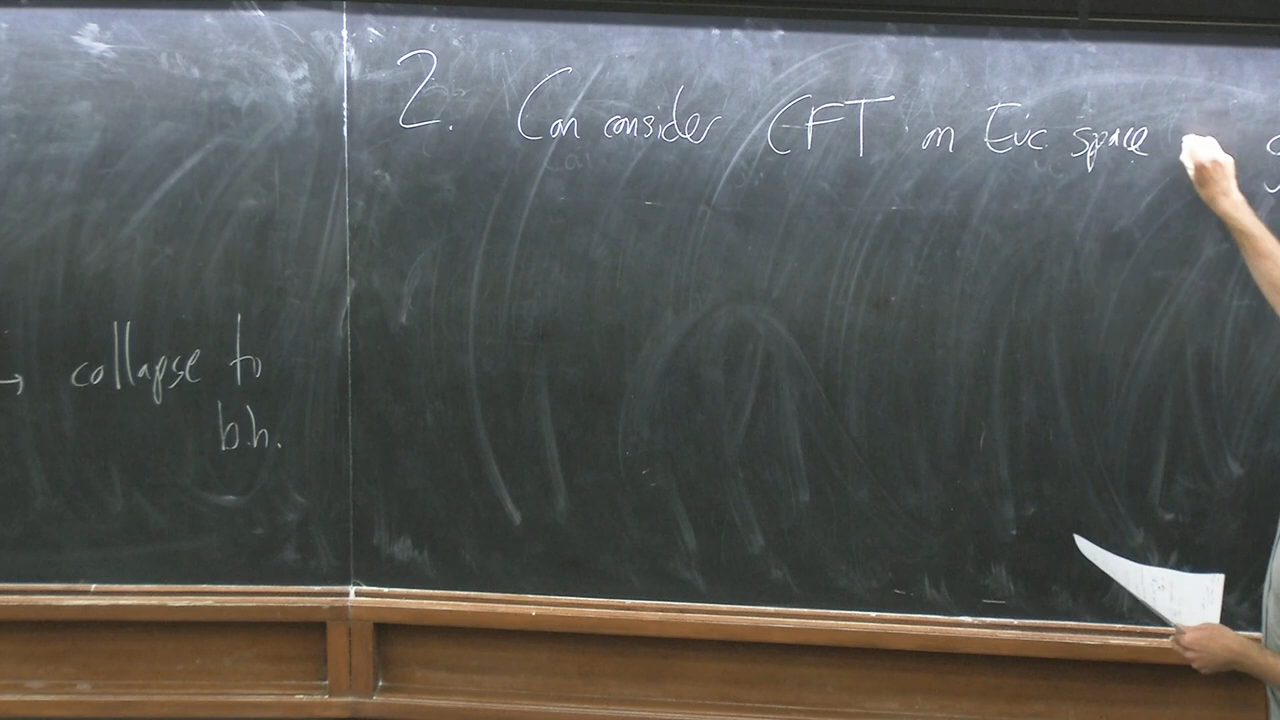 → collapse to
b.h.
2. Can consider CFT on Euc space